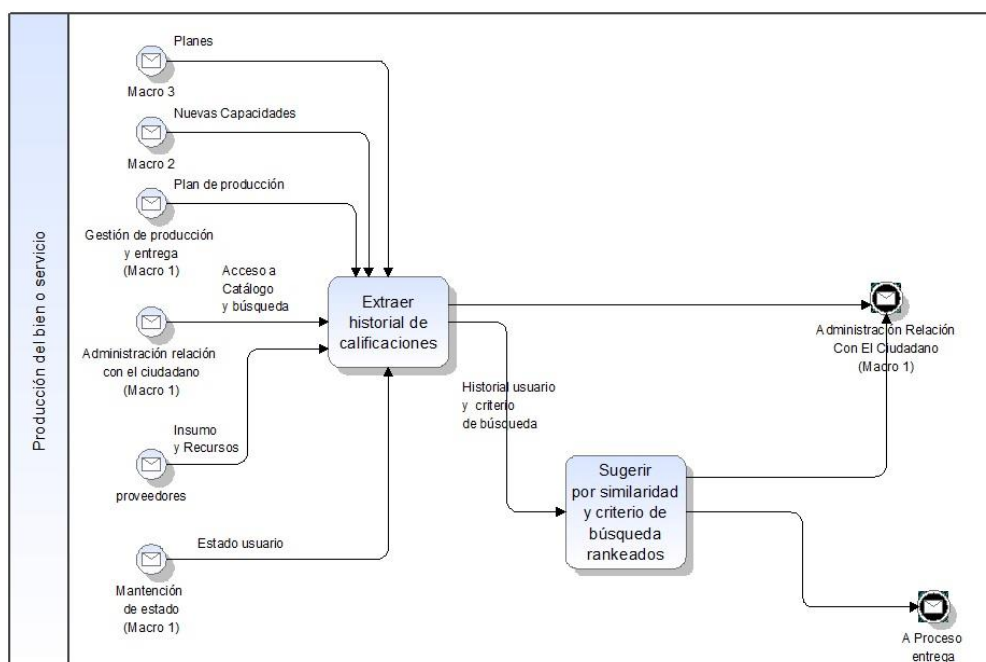 Producción del bien o servicio
Planes
Macro 3
Nuevas Capacidades
Macro 2
Plan de producción
Gestión de producción
y entrega
(Macro 1)
Acceso a
Catálogo
y búsqueda
Administración relación
con el ciudadano
(Macro 1)
Insumo
y Recursos
proveedores
Estado usuario
Mantención
de estado
(Macro 1)
Extraer
historial de
calificaciones
Historial usuario
y criterio
de búsqueda
Sugerir
por similaridad
y criterio de
búsqueda
rankeados
Administración Relación
Con El Ciudadano
(Macro 1)
A Proceso
entrega